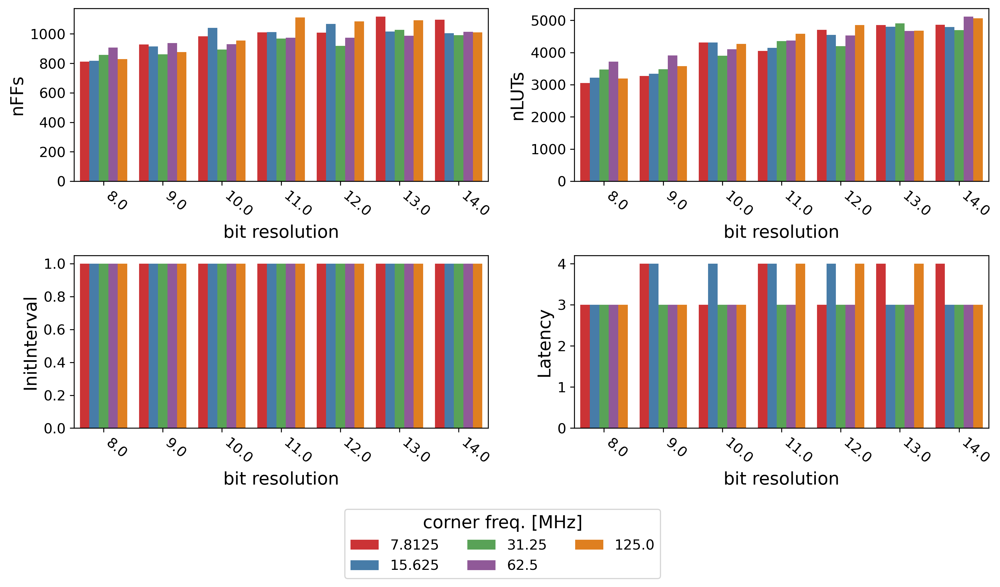 nFFs
1000
800
600
400
200
0
8.0 9.0 10.0 11.0 12.0 13.0 14.0
bit resolution
nLUTs
5000
4000
3000
2000
1000
0
8.0 9.0 10.0 11.0 12.0 13.0 14.0
bit resolution
InitInterval
1.0
0.8
0.6
0.4
0.2
0.0
8.0 9.0 10.0 11.0 12.0 13.0 14.0
bit resolution
Latency
4
3
2
1
0
8.0 9.0 10.0 11.0 12.0 13.0 14.0
bit resolution
corner freq. [MHz]
7.8125 31.25 125.0
15.625 62.5